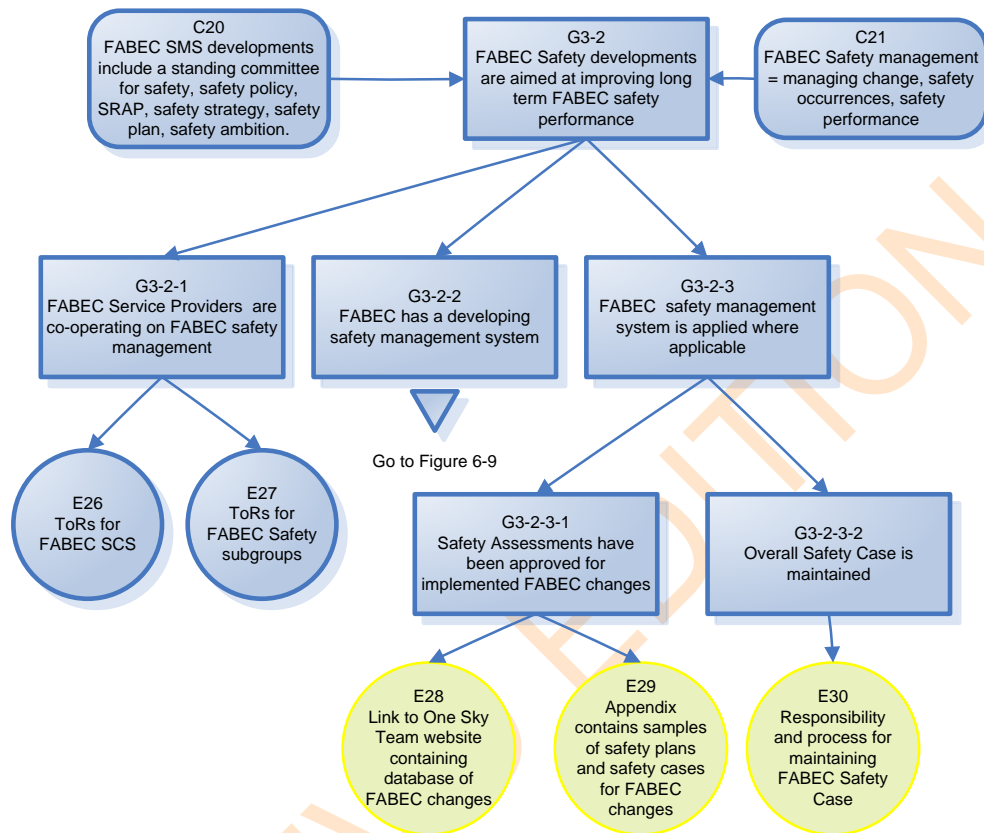 C20
FABEC SMS developments
include a standing committee
for safety, safety policy,
SRAP, safety strategy, safety
plan, safety ambition.
G3-2
FABEC Safety developments
are aimed at improving long
term FABEC safety
performance
C21
FABEC Safety management
= managing change, safety
occurrences, safety
performance
G3-2-1
FABEC Service Providers are
co-operating on FABEC safety
management
G3-2-2
FABEC has a developing
safety management system
G3-2-3
FABEC safety management
system is applied where
applicable
Go to Figure 6-9
E26
ToRs for
FABEC SCS
E27
ToRs for
FABEC Safety
subgroups
G3-2-3-1
Safety Assessments have
been approved for
implemented FABEC changes
G3-2-3-2
Overall Safety Case is
maintained
E28
Link to One Sky
Team website
containing
database of
FABEC changes
E29
Appendix
contains samples
of safety plans
and safety cases
for FABEC
changes
E30
Responsibility
and process for
maintaining
FABEC Safety
Case
EDITION